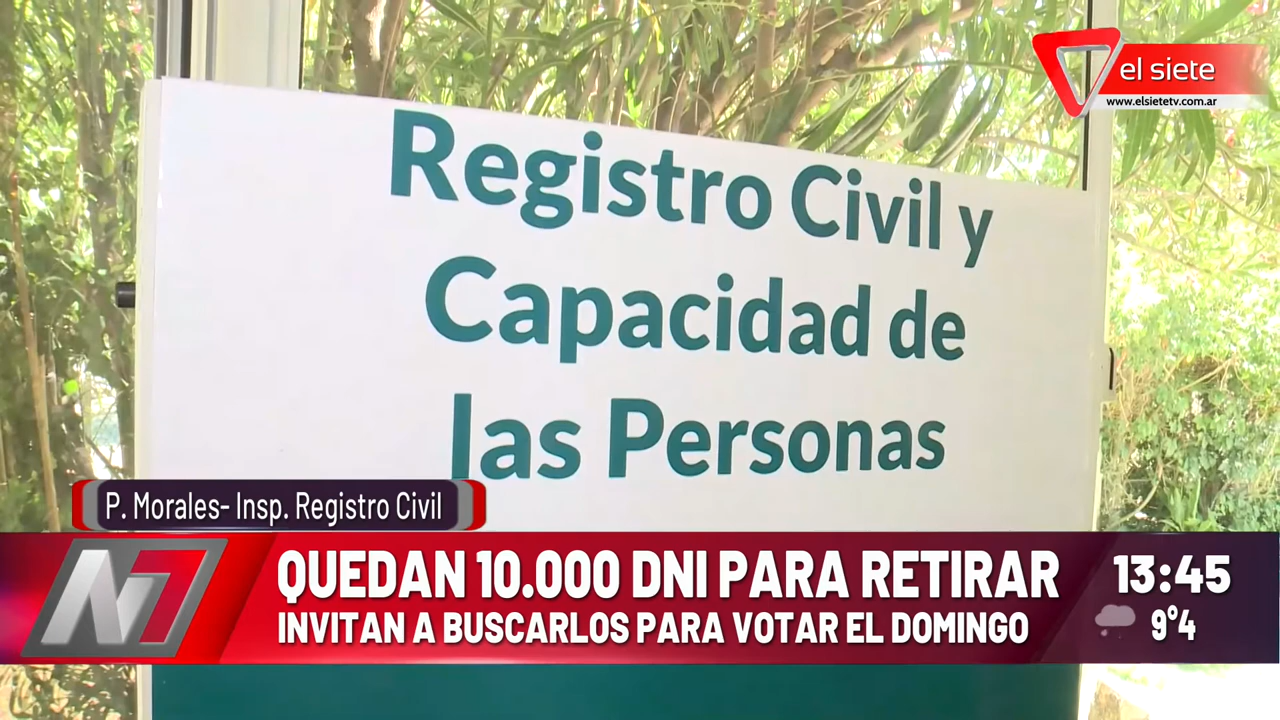 el siete
www.elsietetv.com.ar
Registro Civil y
Capacidad de
las Personas
P. Morales- Insp. Registro Civil
N7
QUEDAN 10.000 DNI PARA RETIRAR
INVITAN A BUSCARLOS PARA VOTAR EL DOMINGO
13:45
9°4